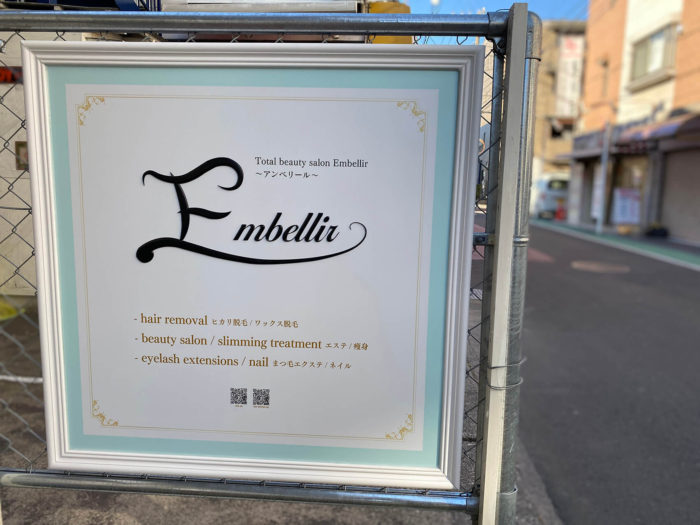 Total beauty salon Embellir
〜アンベリール〜
Embellir
- hair removal ヒカリ脱毛 / ワックス脱毛
- beauty salon / slimming treatment エステ / 痩身
- eyelash extensions / nail まつ毛エクステ / ネイル